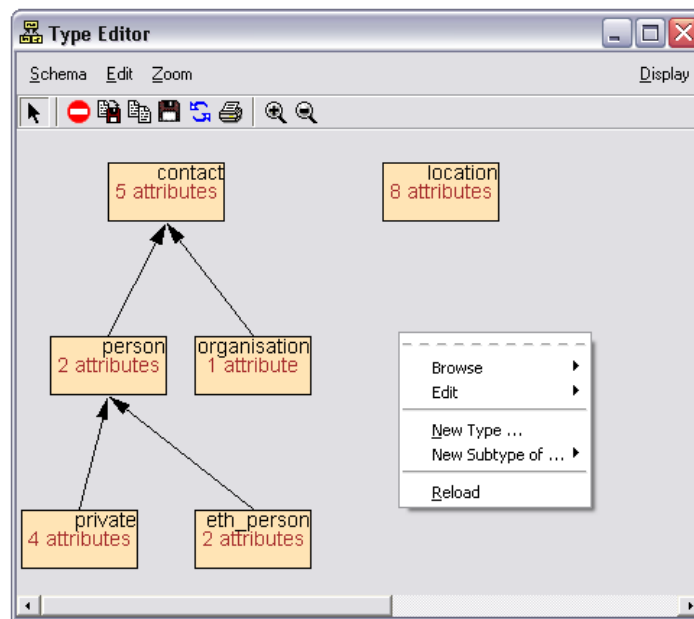 Type Editor
Schema Edit Zoom Display
contact
5 attributes
location
8 attributes
person
2 attributes
organisation
1 attribute
Browse
Edit
New Type ...
New Subtype of ...
Reload
private
4 attributes
eth_person
2 attributes